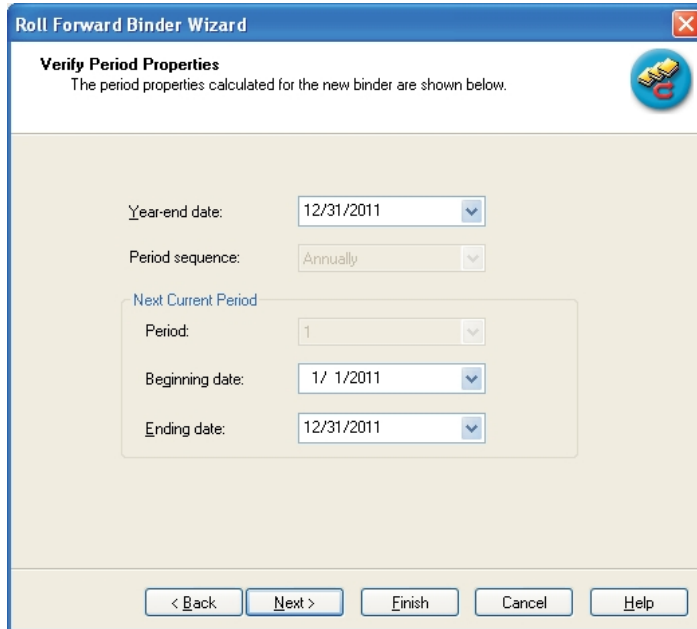 Roll Forward Binder Wizard
Verify Period Properties
The period properties calculated for the new binder are shown below.
Year-end date: 12/31/2011
Period sequence: Annually
Next Current Period
Period: 1
Beginning date: 1/ 1/2011
Ending date: 12/31/2011
< Back Next > Finish Cancel Help